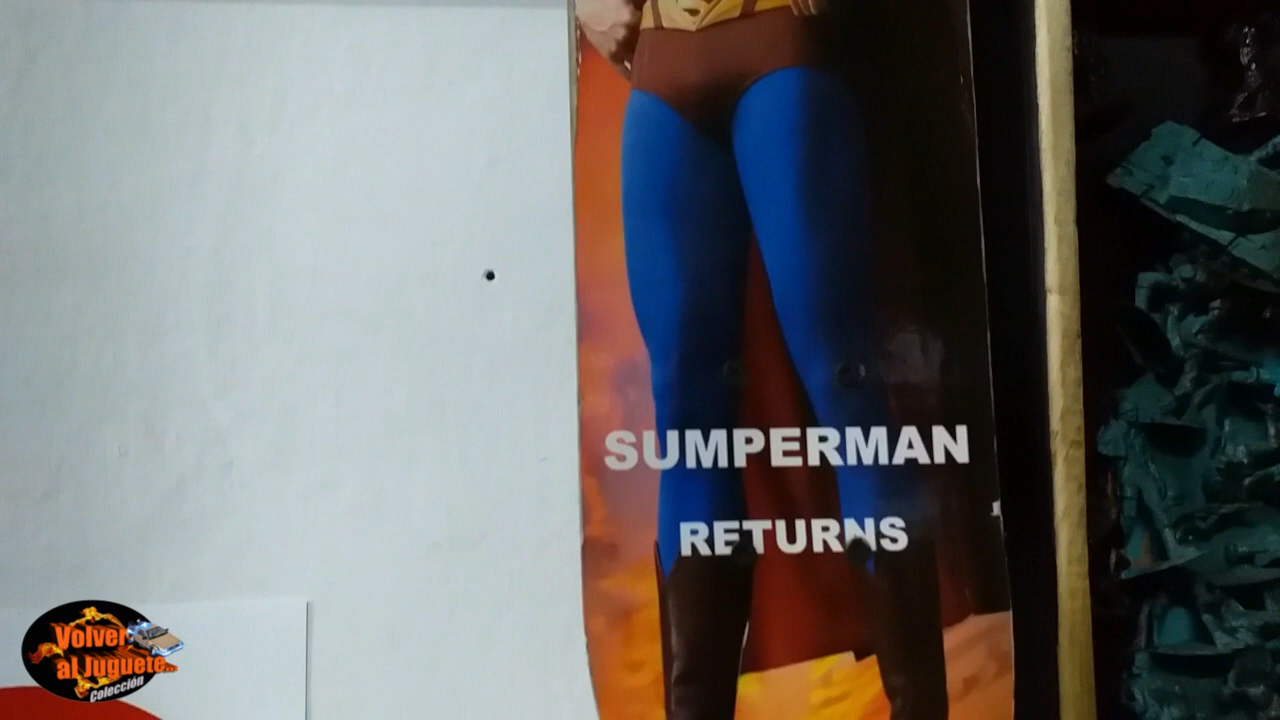 SUMPERMAN
RETURNS
Volver
al Juguete...
Colección